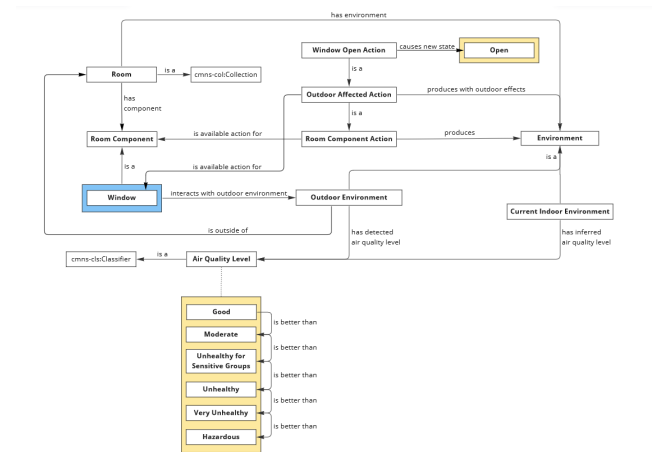 has environment
Window Open Action
causes new state
Open
Room
is a
cmns-col:Collection
is a
has
component
Outdoor Affected Action
produces with outdoor effects
is a
Room Component
is available action for
Room Component Action
produces
Environment
is a
is available action for
is a
Window
interacts with outdoor environment
Outdoor Environment
Current Indoor Environment
is outside of
has detected
air quality level
has inferred
air quality level
cmns-cls:Classifier
is a
Air Quality Level
Good
is better than
Moderate
is better than
Unhealthy for
Sensitive Groups
is better than
Unhealthy
is better than
Very Unhealthy
is better than
Hazardous